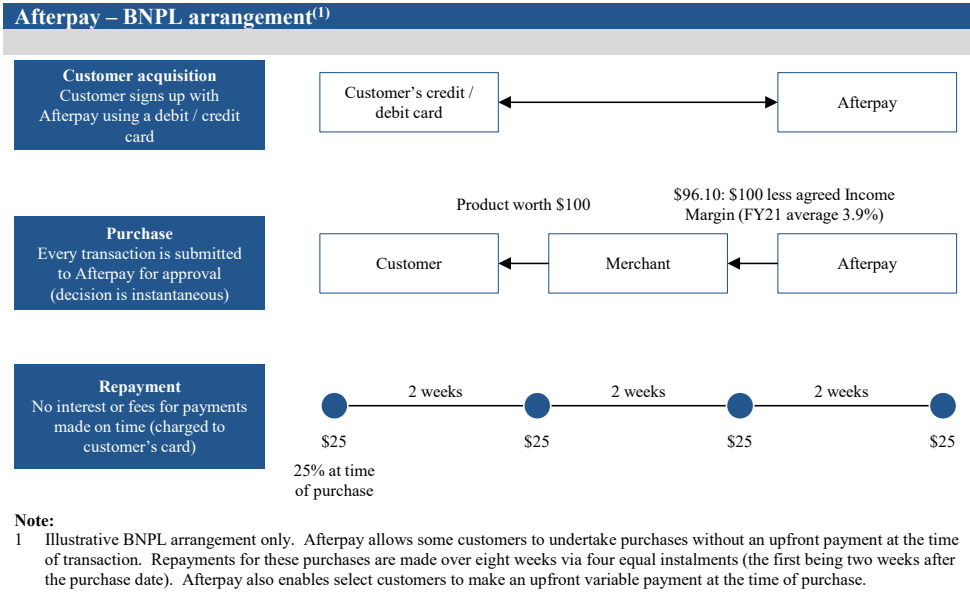 Afterpay – BNPL arrangement(1)
Customer acquisition
Customer signs up with
Afterpay using a debit / credit
card
Customer's credit /
debit card
Afterpay
Purchase
Every transaction is submitted
to Afterpay for approval
(decision is instantaneous)
Product worth $100
$96.10: $100 less agreed Income
Margin (FY21 average 3.9%)
Customer
Merchant
Afterpay
Repayment
No interest or fees for payments
made on time (charged to
customer's card)
2 weeks
2 weeks
2 weeks
$25
$25
$25
$25
25% at time
of purchase
Note:
1 Illustrative BNPL arrangement only. Afterpay allows some customers to undertake purchases without an upfront payment at the time
of transaction. Repayments for these purchases are made over eight weeks via four equal instalments (the first being two weeks after
the purchase date). Afterpay also enables select customers to make an upfront variable payment at the time of purchase.